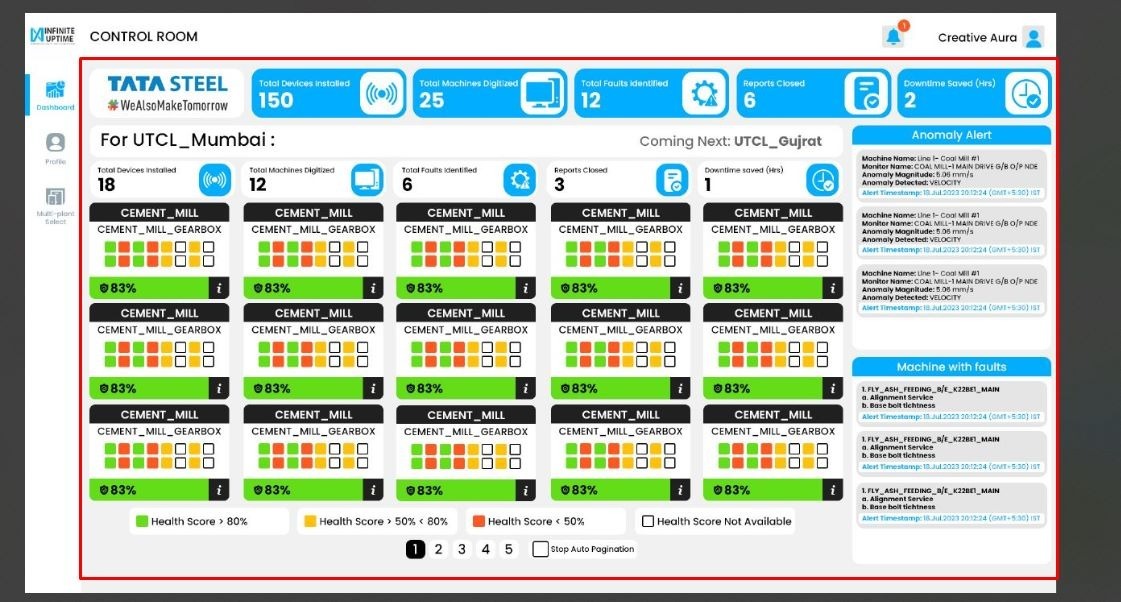 INFINITE
UPTIME
CONTROL ROOM
1
Creative Aura
Dashboard
Profile
Multi-plant
Select
TATA STEEL
#WeAlsoMakeTomorrow
Total Devices Installed
150
Total Machines Digitized
25
Total Faults Identified
12
Reports Closed
6
Downtime Saved (Hrs)
2
For UTCL_Mumbai :
Coming Next: UTCL_Gujrat
Total Devices Installed
18
Total Machines Digitized
12
Total Faults Identified
6
Reports Closed
3
Downtime saved (Hrs)
1
CEMENT_MILL CEMENT_MILL CEMENT_MILL CEMENT_MILL CEMENT_MILL
CEMENT_MILL_GEARBOX CEMENT_MILL_GEARBOX CEMENT_MILL_GEARBOX CEMENT_MILL_GEARBOX CEMENT_MILL_GEARBOX
83% i 83% i 83% i 83% i 83% i
CEMENT_MILL CEMENT_MILL CEMENT_MILL CEMENT_MILL CEMENT_MILL
CEMENT_MILL_GEARBOX CEMENT_MILL_GEARBOX CEMENT_MILL_GEARBOX CEMENT_MILL_GEARBOX CEMENT_MILL_GEARBOX
83% i 83% i 83% i 83% i 83% i
CEMENT_MILL CEMENT_MILL CEMENT_MILL CEMENT_MILL CEMENT_MILL
CEMENT_MILL_GEARBOX CEMENT_MILL_GEARBOX CEMENT_MILL_GEARBOX CEMENT_MILL_GEARBOX CEMENT_MILL_GEARBOX
83% i 83% i 83% i 83% i 83% i
Health Score > 80% Health Score > 50% < 80% Health Score < 50% Health Score Not Available
1 2 3 4 5 Stop Auto Pagination
Anomaly Alert
Machine Name: Line 1- Coal Mill #1
Monitor Name: COAL MILL-1 MAIN DRIVE G/B O/P NDE
Anomaly Magnitude: 5.06 mm/s
Anomaly Detected: VELOCITY
Alert Timestamp: 18.Jul.2023 20:12:24 (GMT+5:30) IST
Machine Name: Line 1- Coal Mill #1
Monitor Name: COAL MILL-1 MAIN DRIVE G/B O/P NDE
Anomaly Magnitude: 5.06 mm/s
Anomaly Detected: VELOCITY
Alert Timestamp: 18.Jul.2023 20:12:24 (GMT+5:30) IST
Machine Name: Line 1- Coal Mill #1
Monitor Name: COAL MILL-1 MAIN DRIVE G/B O/P NDE
Anomaly Magnitude: 5.06 mm/s
Anomaly Detected: VELOCITY
Alert Timestamp: 18.Jul.2023 20:12:24 (GMT+5:30) IST
Machine with faults
1. FLY_ASH_FEEDING_B/E_K22BE1_MAIN
a. Alignment Service
b. Base bolt tichtness
Alert Timestamp: 18.Jul.2023 20:12:24 (GMT+5:30) IST
1. FLY_ASH_FEEDING_B/E_K22BE1_MAIN
a. Alignment Service
b. Base bolt tichtness
Alert Timestamp: 18.Jul.2023 20:12:24 (GMT+5:30) IST
1. FLY_ASH_FEEDING_B/E_K22BE1_MAIN
a. Alignment Service
b. Base bolt tichtness
Alert Timestamp: 18.Jul.2023 20:12:24 (GMT+5:30) IST